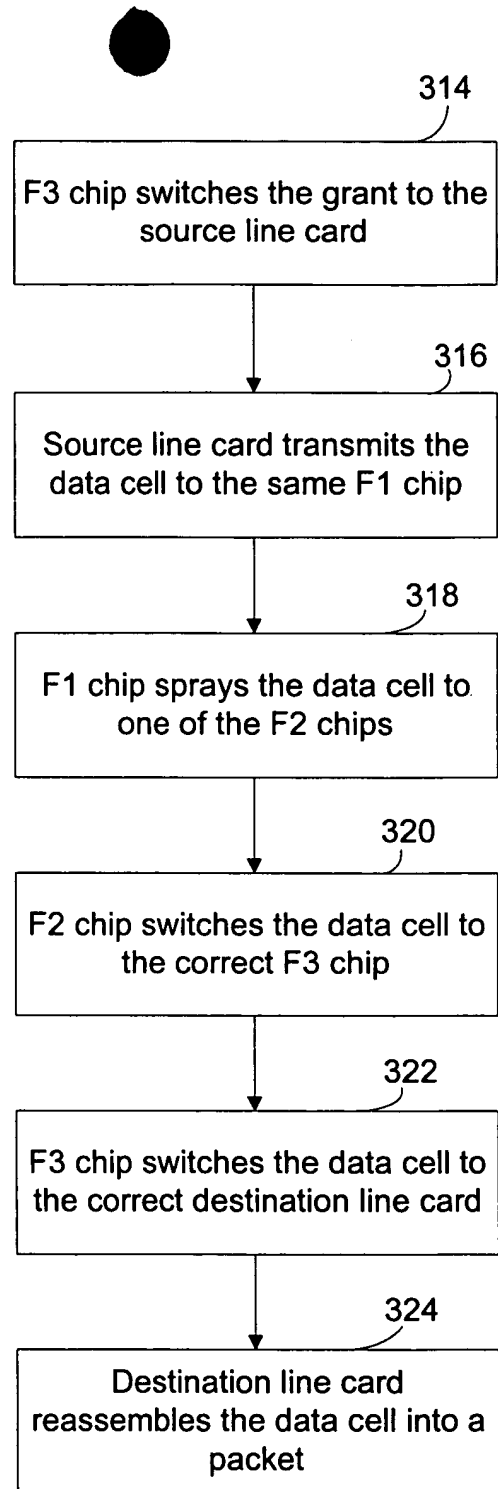 314
F3 chip switches the grant to the
source line card
316
Source line card transmits the
data cell to the same F1 chip
318
F1 chip sprays the data cell to
one of the F2 chips
320
F2 chip switches the data cell to
the correct F3 chip
322
F3 chip switches the data cell to
the correct destination line card
324
Destination line card
reassembles the data cell into a
packet